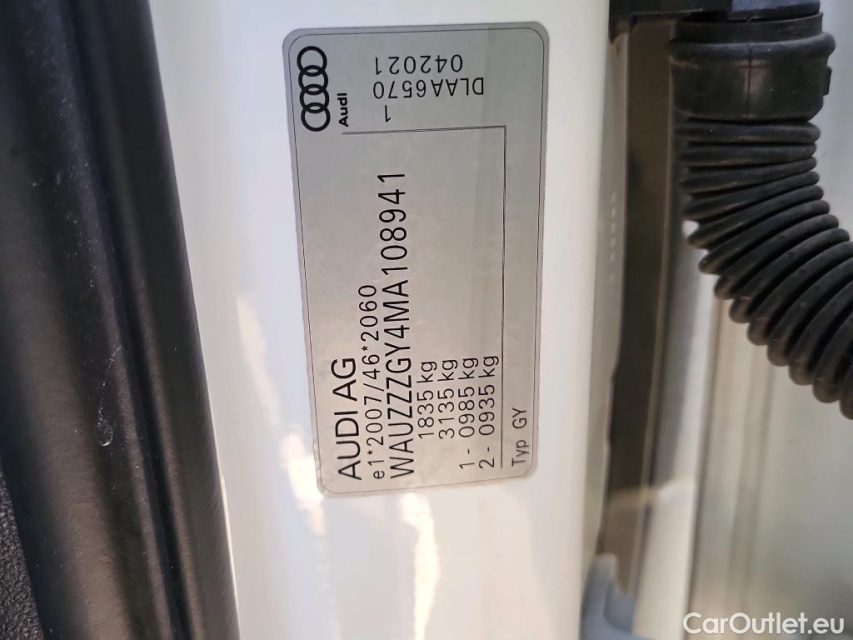 AUDI AG
e1*2007/46*2060
WAUZZZGY4MA108941
1835 kg
3135 kg
1- 0985 kg
2- 0935 kg
Typ GY
Audi
042021
DLAA6570
1
CarOutlet.eu